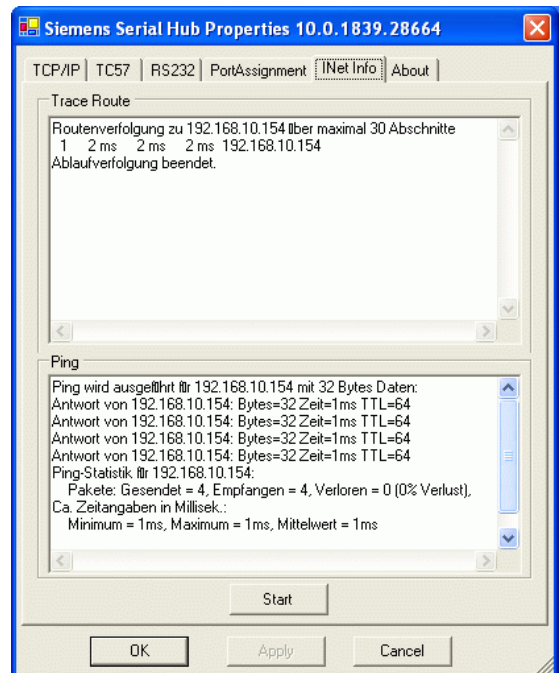 Siemens Serial Hub Properties 10.0.1839.28664
TCP/IP TC57 RS232 PortAssignment INet Info About
Trace Route
Routenverfolgung zu 192.168.10.154 über maximal 30 Abschnitte
1 2 ms 2 ms 2 ms 192.168.10.154
Ablaufverfolgung beendet.
Ping
Ping wird ausgeführt für 192.168.10.154 mit 32 Bytes Daten:
Antwort von 192.168.10.154: Bytes=32 Zeit=1ms TTL=64
Antwort von 192.168.10.154: Bytes=32 Zeit=1ms TTL=64
Antwort von 192.168.10.154: Bytes=32 Zeit=1ms TTL=64
Antwort von 192.168.10.154: Bytes=32 Zeit=1ms TTL=64
Ping-Statistik für 192.168.10.154:
Pakete: Gesendet = 4, Empfangen = 4, Verloren = 0 (0% Verlust),
Ca. Zeitangaben in Millisek.:
Minimum = 1ms, Maximum = 1ms, Mittelwert = 1ms
Start
OK Apply Cancel